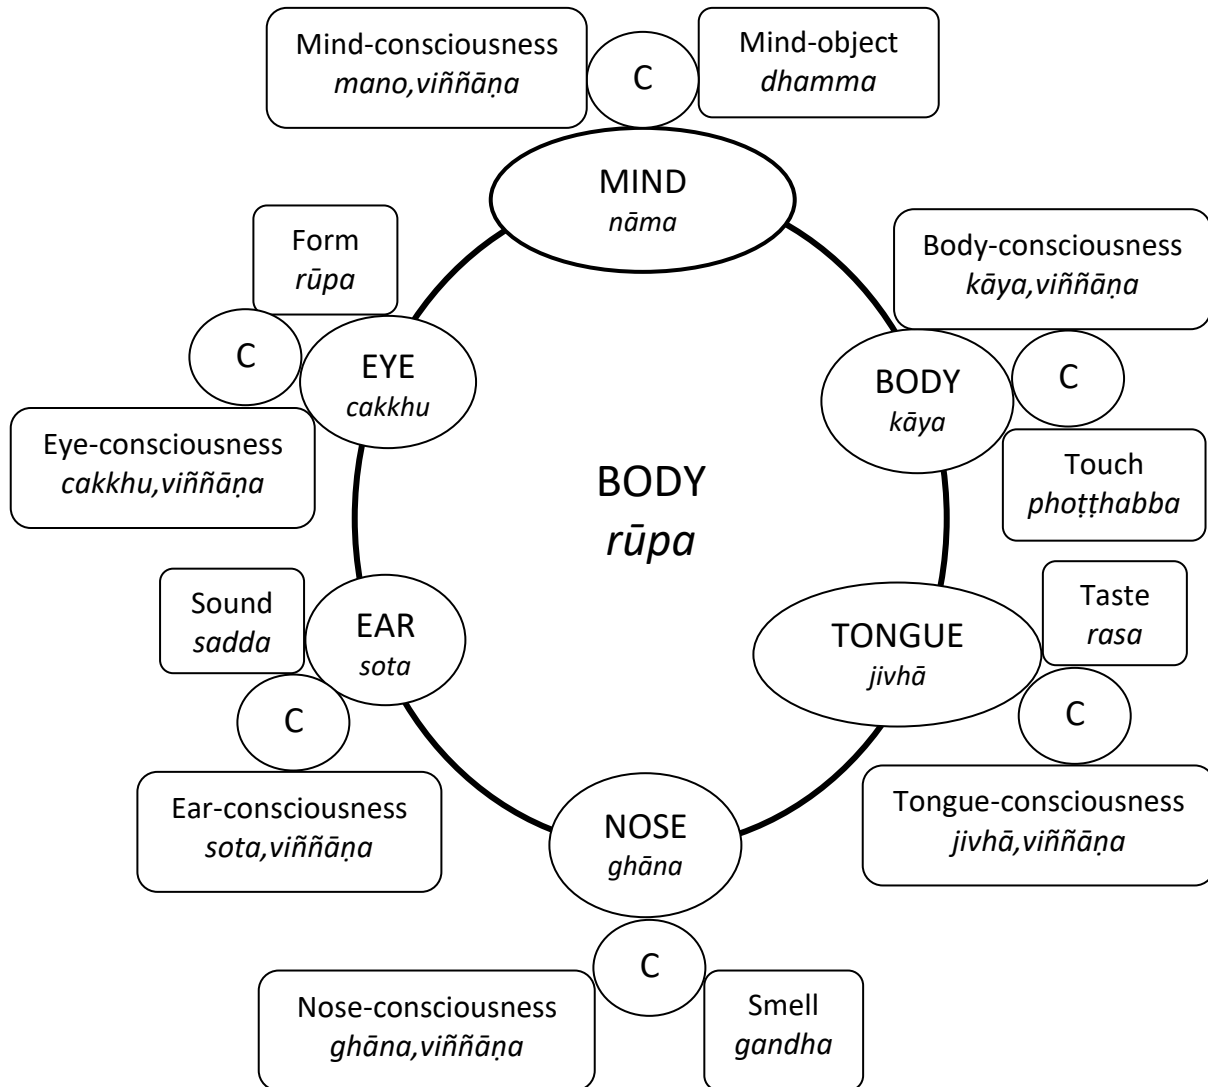 Mind-consciousness
mano,viññāṇa
C
Mind-object
dhamma
MIND
nāma
Form
rūpa
C
EYE
cakkhu
Eye-consciousness
cakkhu,viññāṇa
Body-consciousness
kāya,viññāṇa
BODY
kāya
C
Touch
phoṭṭhabba
BODY
rūpa
Sound
sadda
EAR
sota
C
Ear-consciousness
sota,viññāṇa
TONGUE
jivhā
Taste
rasa
C
Tongue-consciousness
jivhā,viññāṇa
NOSE
ghāna
C
Nose-consciousness
ghāna,viññāṇa
Smell
gandha